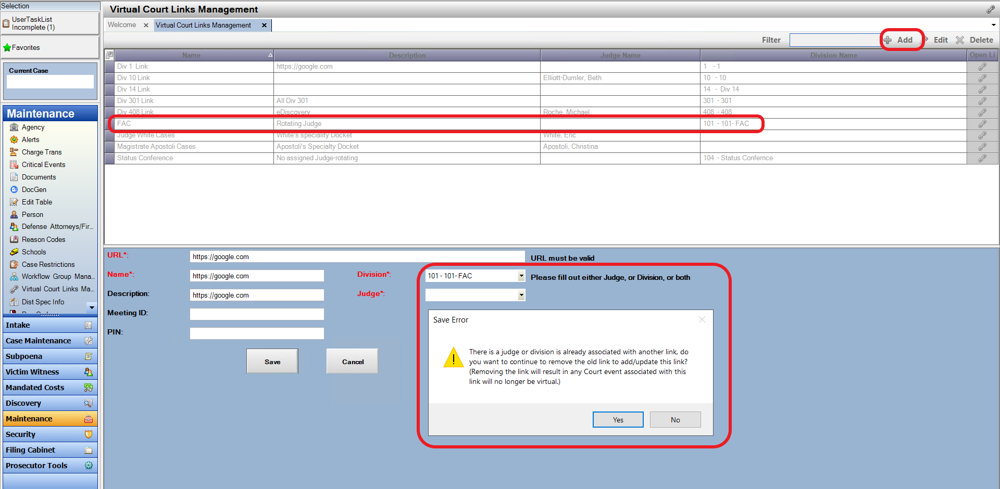 Selection
UserTaskList
Incomplete (1)
Favorites
Current Case
Maintenance
Agency
Alerts
Charge Trans
Critical Events
Documents
DocGen
Edit Table
Person
Defense Attorneys/Fir...
Reason Codes
Schools
Case Restrictions
Workflow Group Mana...
Virtual Court Links Ma...
Dist Spec Info
Intake
Case Maintenance
Subpoena
Victim Witness
Mandated Costs
Discovery
Maintenance
Security
Filing Cabinet
Prosecutor Tools
Virtual Court Links Management
Welcome
Virtual Court Links Management
Filter Add Edit Delete
Name Description Judge Name Division Name Open Li
Div 1 Link https://google.com 1 - 1
Div 10 Link Elliott-Dumler, Beth 10 - 10
Div 14 Link 14 - Div 14
Div 301 Link All Div 301 301 - 301
Div 408 Link eDiscovery Roche, Michael 408 - 408
FAC Rotating Judge 101 - 101- FAC
Judge White Cases White's speciality Docket White, Eric
Magistrate Apostoli Cases Apostoli's Specialty Docket Apostoli, Christina
Status Conference No assigned Judge-rotating 104 - Status Confernce
URL*: https://google.com URL must be valid
Name*: https://google.com Division*: 101 - 101- FAC Please fill out either Judge, or Division, or both
Description: https://google.com Judge*:
Meeting ID:
PIN:
Save Cancel
Save Error
There is a judge or division is already associated with another link, do
you want to continue to remove the old link to add/update this link?
(Removing the link will result in any Court event associated with this
link will no longer be virtual.)
Yes No